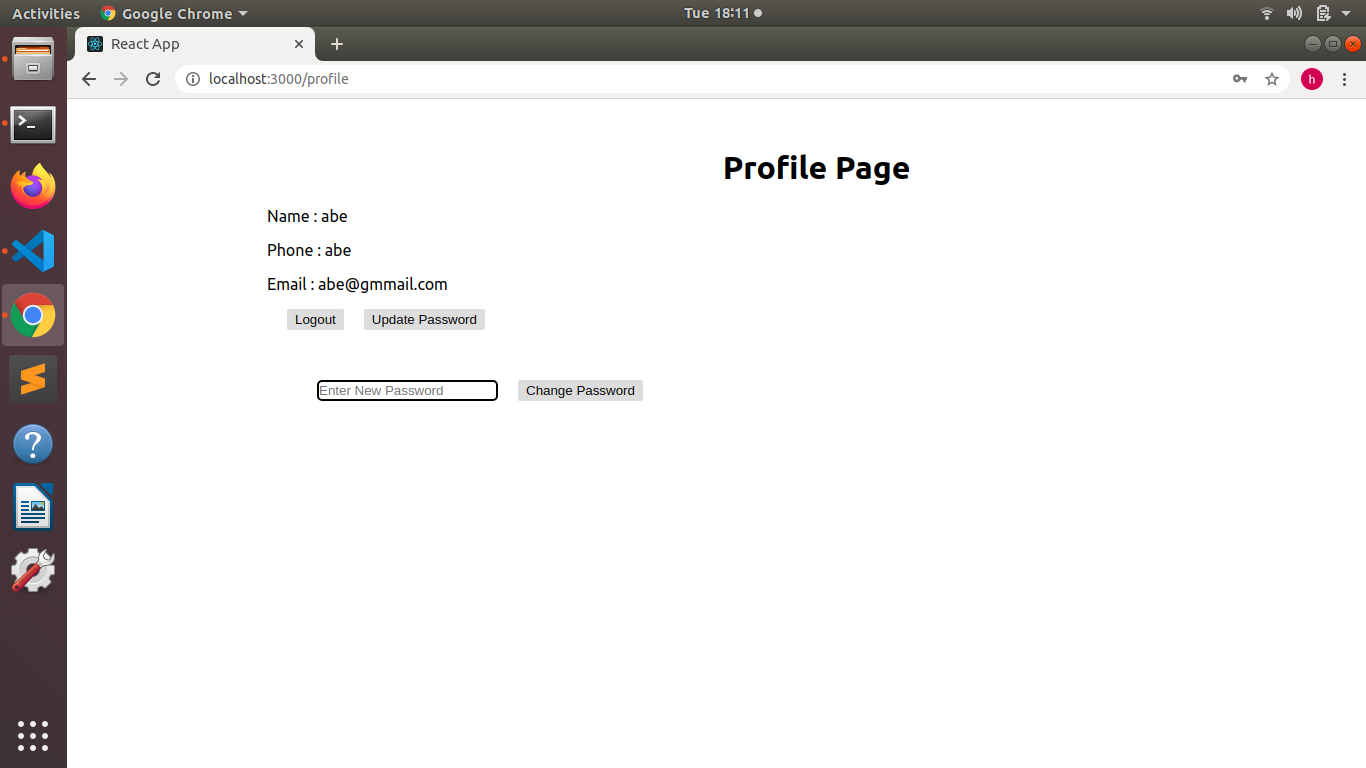 Activities Google Chrome Tue 18:11
React App
localhost:3000/profile h
Profile Page
Name : abe
Phone : abe
Email : abe@gmmail.com
Logout Update Password
Enter New Password Change Password